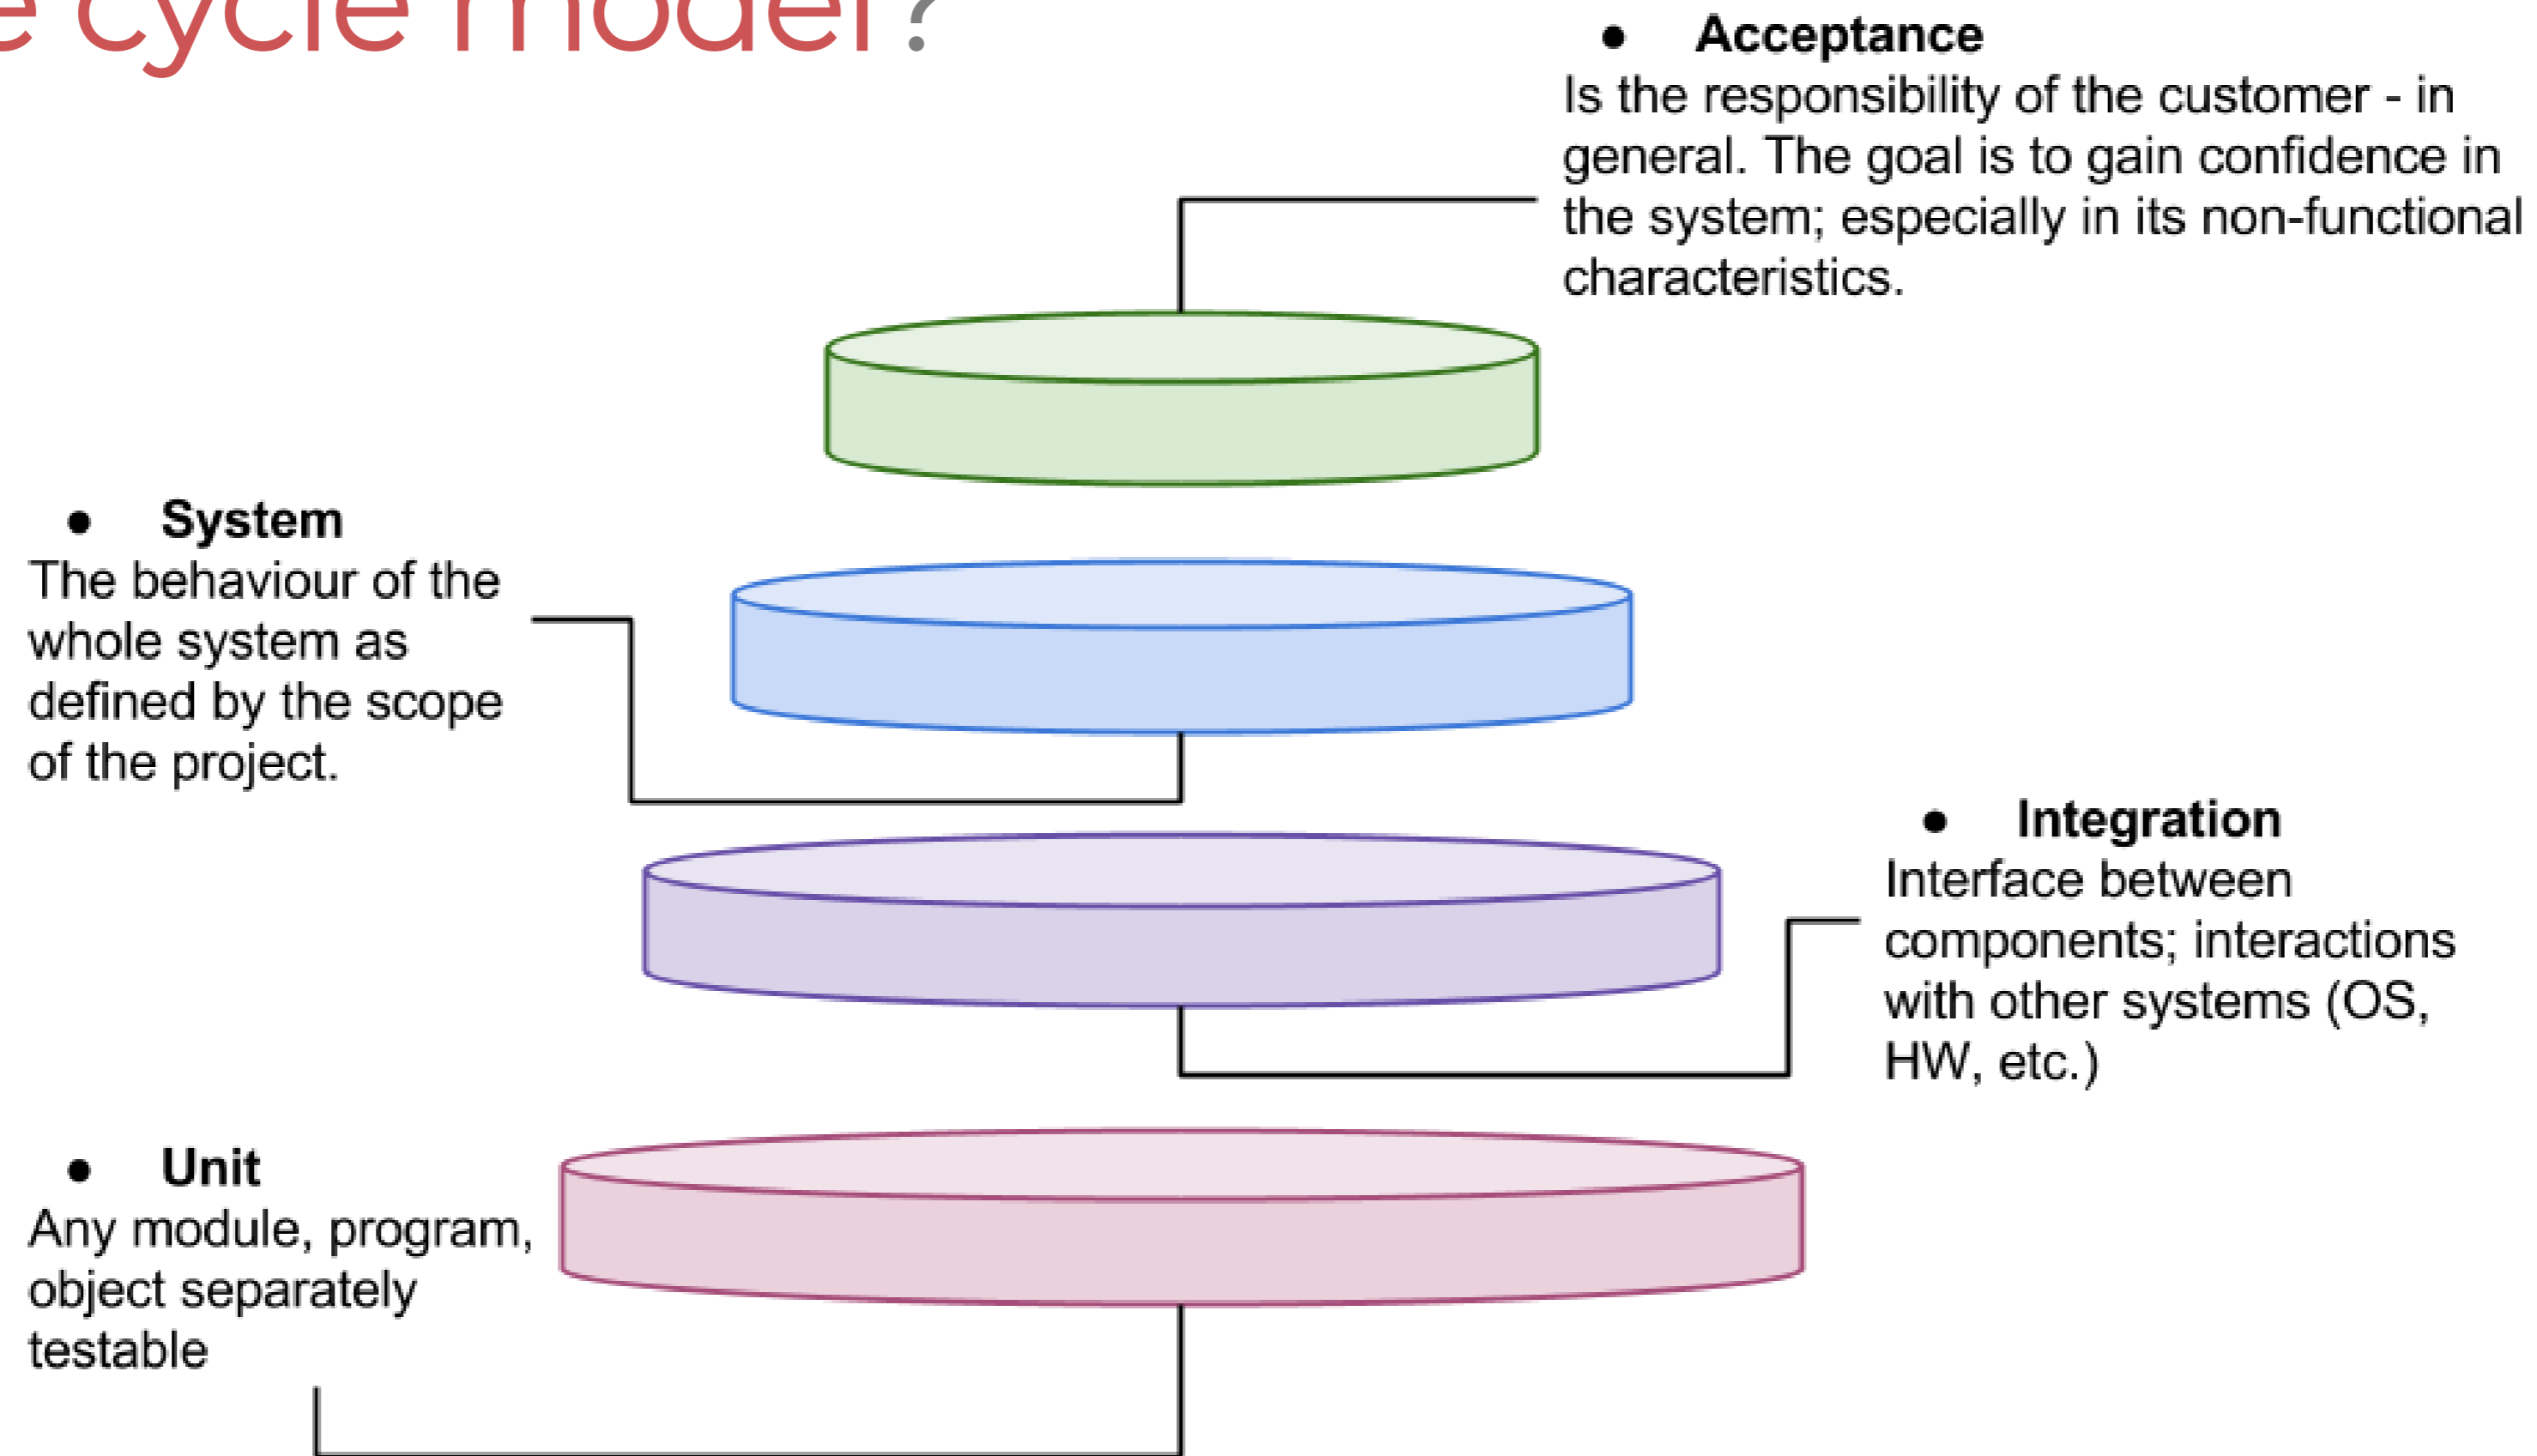 e cycle model?
● Acceptance
Is the responsibility of the customer - in
general. The goal is to gain confidence in
the system; especially in its non-functional
characteristics.
● System
The behaviour of the
whole system as
defined by the scope
of the project.
● Integration
Interface between
components; interactions
with other systems (OS,
HW, etc.)
● Unit
Any module, program,
object separately
testable